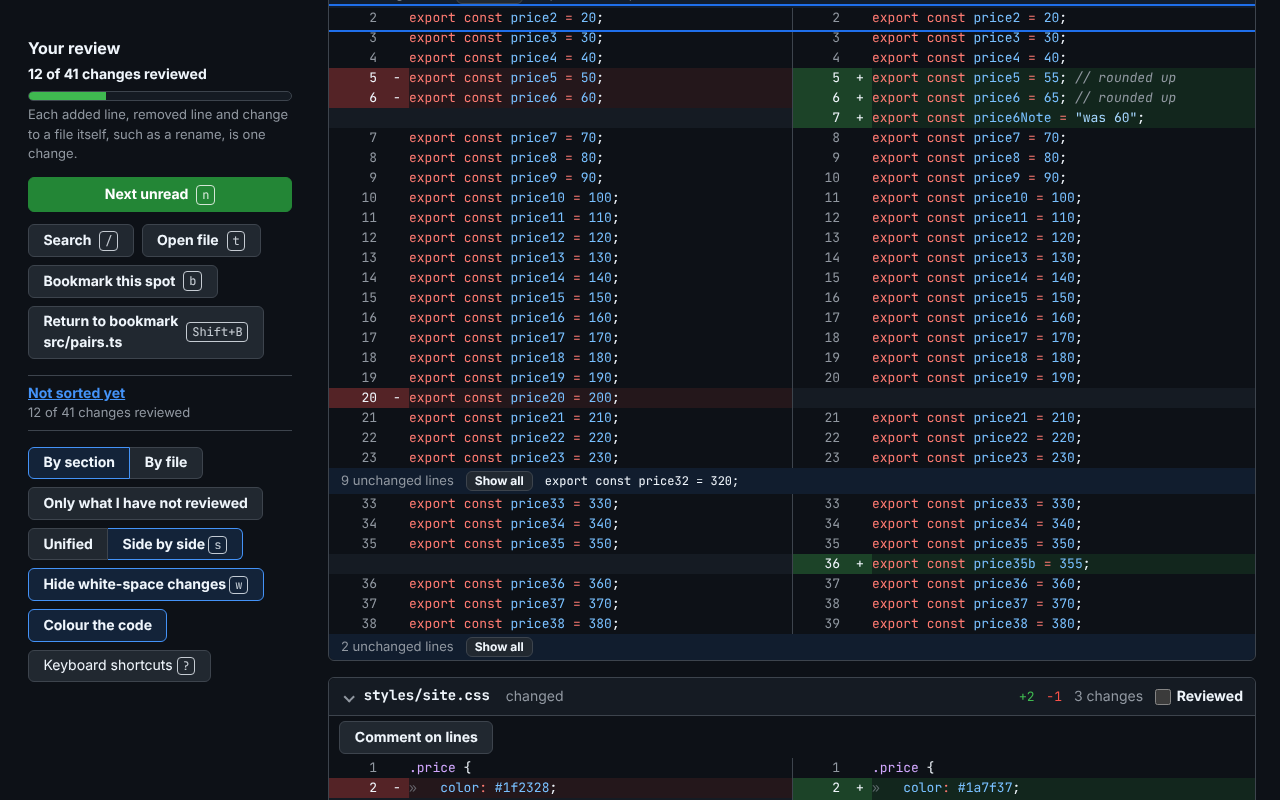 Your review
12 of 41 changes reviewed
Each added line, removed line and change
to a file itself, such as a rename, is one
change.
Next unread n
Search / Open file t
Bookmark this spot b
Return to bookmark
src/pairs.ts Shift+B
Not sorted yet
12 of 41 changes reviewed
By section By file
Only what I have not reviewed
Unified Side by side s
Hide white-space changes w
Colour the code
Keyboard shortcuts ?
2 export const price2 = 20; 2 export const price2 = 20;
3 export const price3 = 30; 3 export const price3 = 30;
4 export const price4 = 40; 4 export const price4 = 40;
5 - export const price5 = 50; 5 + export const price5 = 55; // rounded up
6 - export const price6 = 60; 6 + export const price6 = 65; // rounded up
7 + export const price6Note = "was 60";
7 export const price7 = 70; 8 export const price7 = 70;
8 export const price8 = 80; 9 export const price8 = 80;
9 export const price9 = 90; 10 export const price9 = 90;
10 export const price10 = 100; 11 export const price10 = 100;
11 export const price11 = 110; 12 export const price11 = 110;
12 export const price12 = 120; 13 export const price12 = 120;
13 export const price13 = 130; 14 export const price13 = 130;
14 export const price14 = 140; 15 export const price14 = 140;
15 export const price15 = 150; 16 export const price15 = 150;
16 export const price16 = 160; 17 export const price16 = 160;
17 export const price17 = 170; 18 export const price17 = 170;
18 export const price18 = 180; 19 export const price18 = 180;
19 export const price19 = 190; 20 export const price19 = 190;
20 - export const price20 = 200;
21 export const price21 = 210; 21 export const price21 = 210;
22 export const price22 = 220; 22 export const price22 = 220;
23 export const price23 = 230; 23 export const price23 = 230;
9 unchanged lines Show all export const price32 = 320;
33 export const price33 = 330; 33 export const price33 = 330;
34 export const price34 = 340; 34 export const price34 = 340;
35 export const price35 = 350; 35 export const price35 = 350;
36 + export const price35b = 355;
36 export const price36 = 360; 37 export const price36 = 360;
37 export const price37 = 370; 38 export const price37 = 370;
38 export const price38 = 380; 39 export const price38 = 380;
2 unchanged lines Show all
styles/site.css changed +2 -1 3 changes Reviewed
Comment on lines
1 .price { 1 .price {
2 - » color: #1f2328; 2 + » color: #1a7f37;